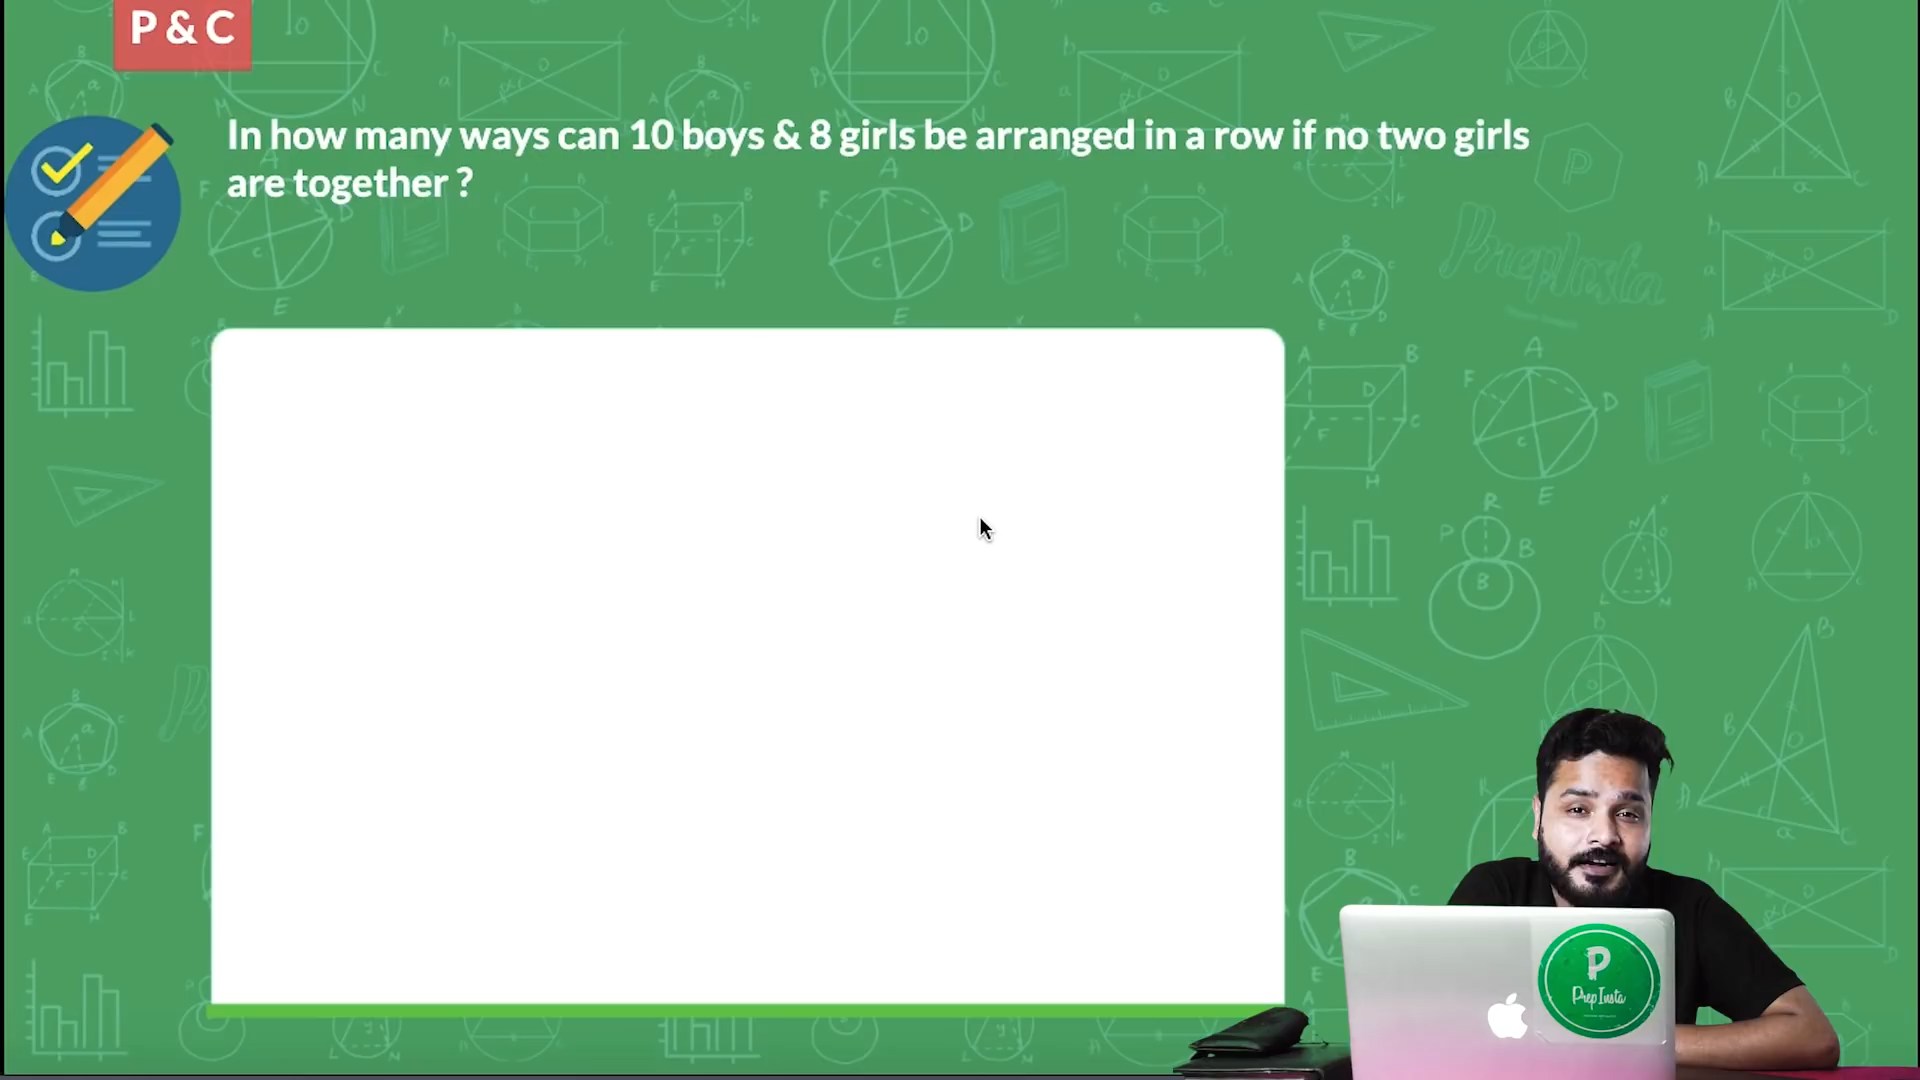 P & C
In how many ways can 10 boys & 8 girls be arranged in a row if no two girls
are together ?
PrepInsta
P
PrepInsta